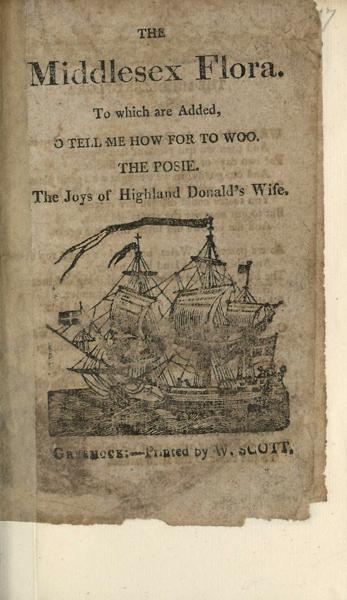 THE
Middlesex Flora.
To which are Added,
O TELL ME HOW FOR TO WOO.
THE POSIE.
The Joys of Highland Donald's Wife.
GREENOCK:—Printed by W. SCOTT.